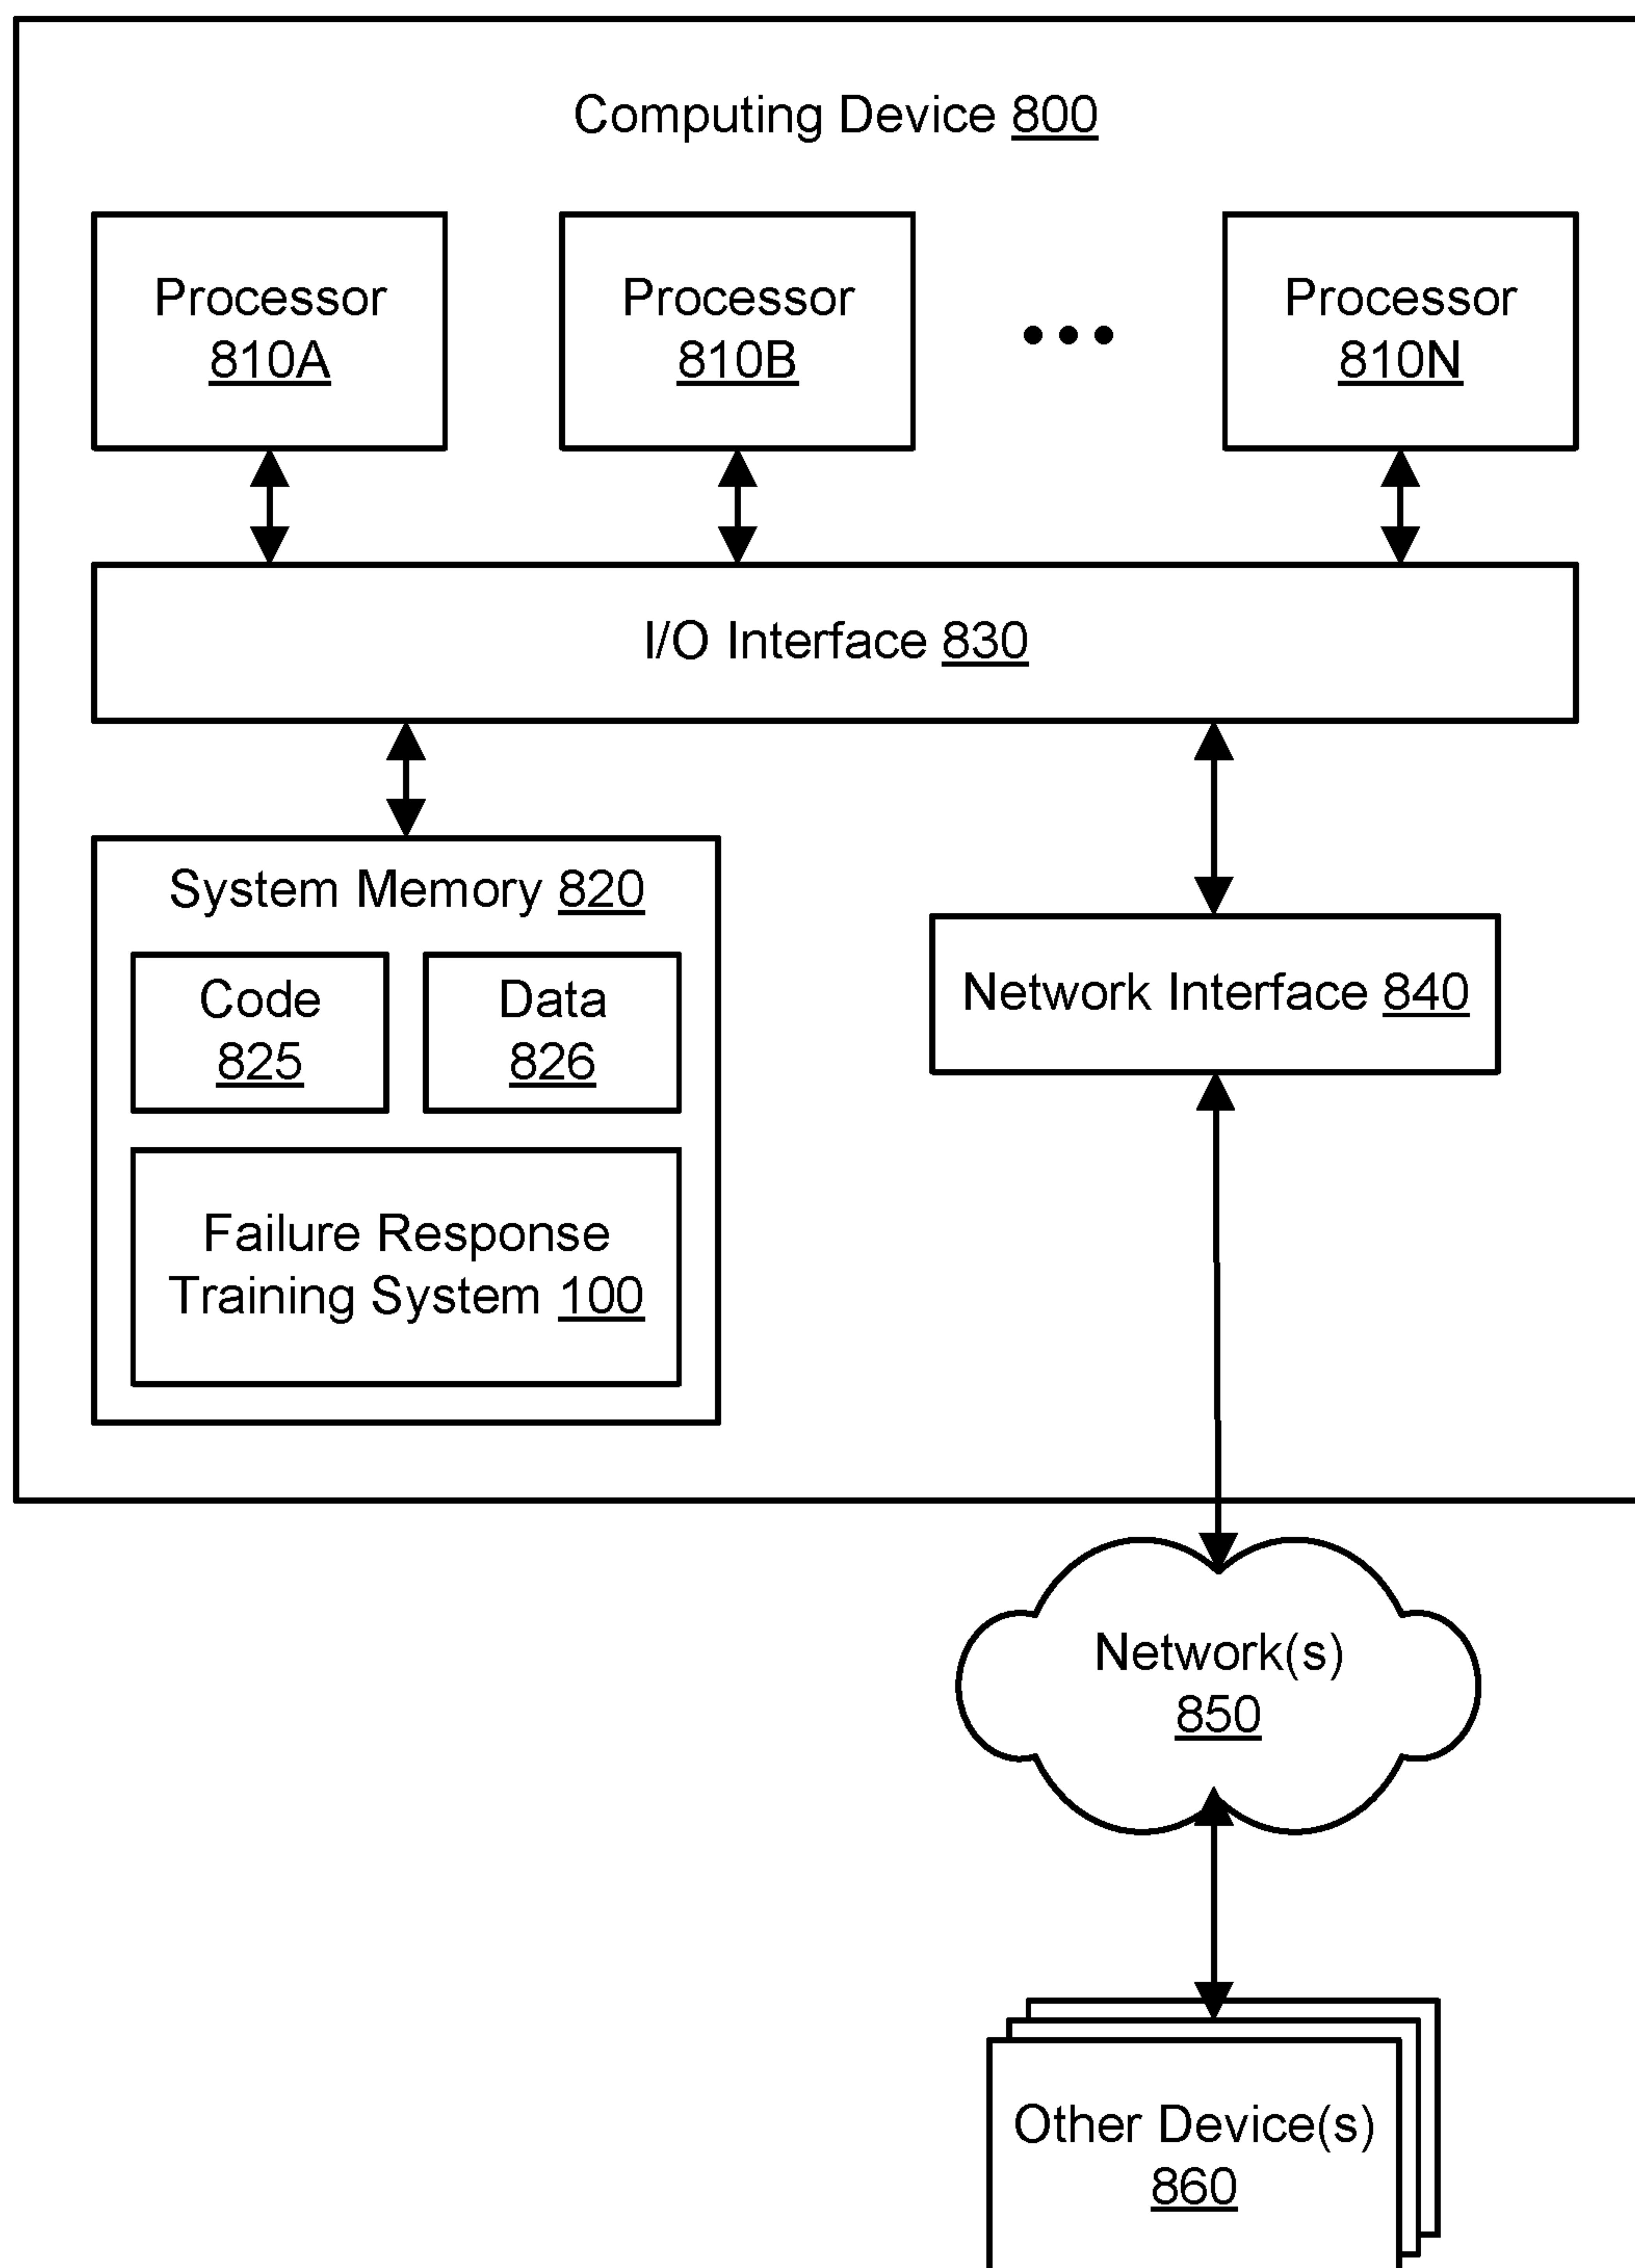 Computing Device 800
Processor
810A
Processor
810B
Processor
810N
I/O Interface 830
System Memory 820
Code
825
Data
826
Failure Response
Training System 100
Network Interface 840
Network(s)
850
Other Device(s)
860